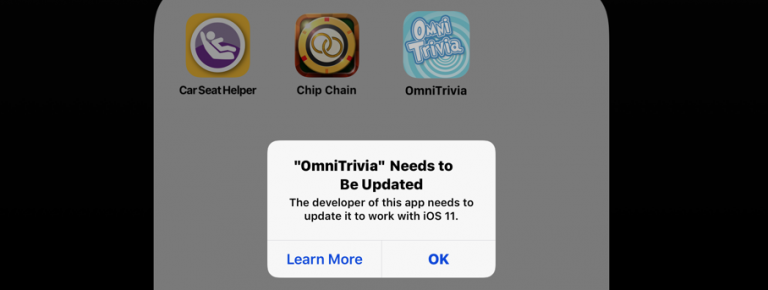 OMNI
TRIVIA
Car Seat Helper
Chip Chain
OmniTrivia
"OmniTrivia" Needs to
Be Updated
The developer of this app needs to
update it to work with iOS 11.
Learn More
OK